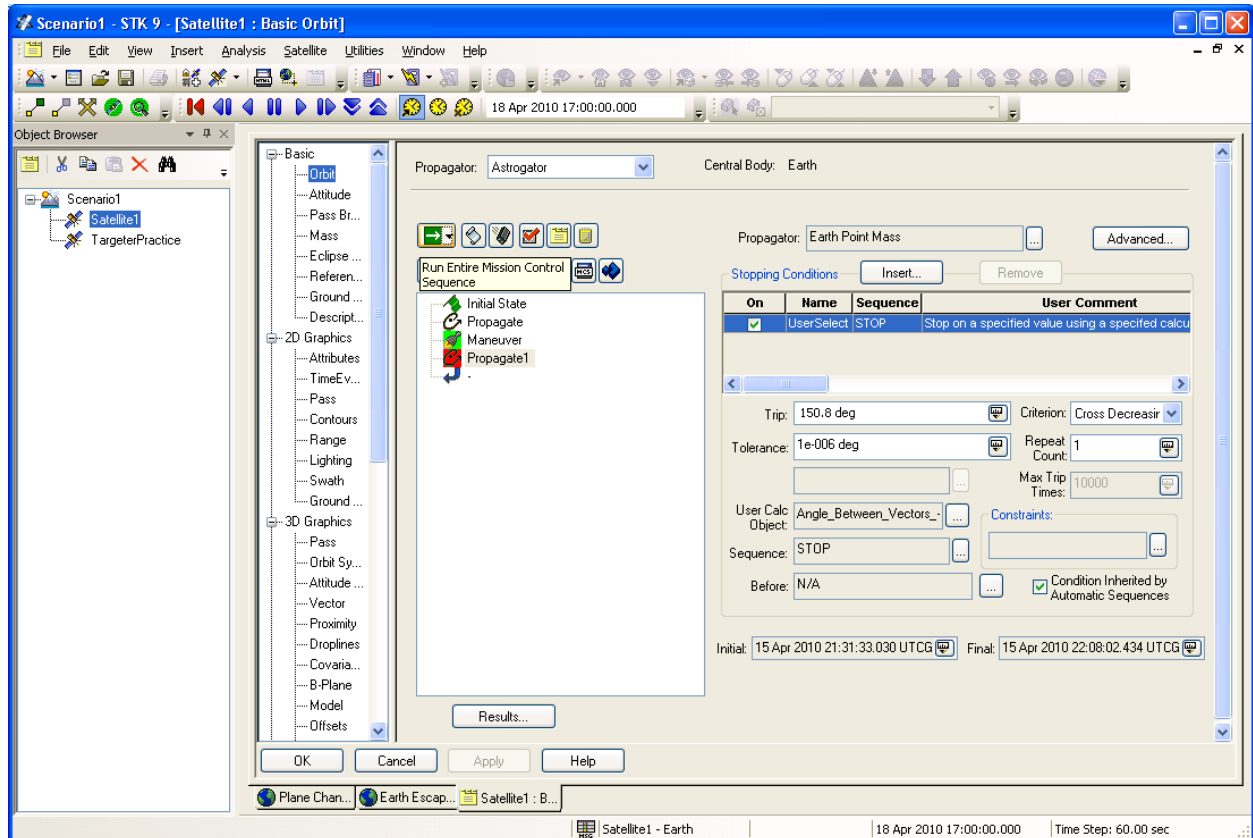 Scenario1 - STK 9 - [Satellite1 : Basic Orbit]
File Edit View Insert Analysis Satellite Utilities Window Help
18 Apr 2010 17:00:00.000
Object Browser
Scenario1
Satellite1
TargeterPractice
Basic
Orbit
Attitude
Pass Br...
Mass
Eclipse ...
Referen...
Ground ...
Descript...
2D Graphics
Attributes
TimeEv...
Pass
Contours
Range
Lighting
Swath
Ground ...
3D Graphics
Pass
Orbit Sy...
Attitude ...
Vector
Proximity
Droplines
Covaria...
B-Plane
Model
Offsets
Propagator: Astrogator
Central Body: Earth
Run Entire Mission Control
Sequence
MCS
Initial State
Propagate
Maneuver
Propagate1
-
Results...
Propagator: Earth Point Mass ... Advanced...
Stopping Conditions Insert... Remove
On Name Sequence User Comment
UserSelect STOP Stop on a specified value using a specifed calcu
Trip: 150.8 deg
Criterion: Cross Decreasir
Tolerance: 1e-006 deg
Repeat Count: 1
...
Max Trip Times: 10000
User Calc Object: Angle_Between_Vectors_- ...
Constraints:
...
Sequence: STOP ...
Before: N/A ...
Condition Inherited by
Automatic Sequences
Initial: 15 Apr 2010 21:31:33.030 UTCG Final: 15 Apr 2010 22:08:02.434 UTCG
OK Cancel Apply Help
Plane Chan... Earth Escap... Satellite1 : B...
MSG Satellite1 - Earth 18 Apr 2010 17:00:00.000 Time Step: 60.00 sec